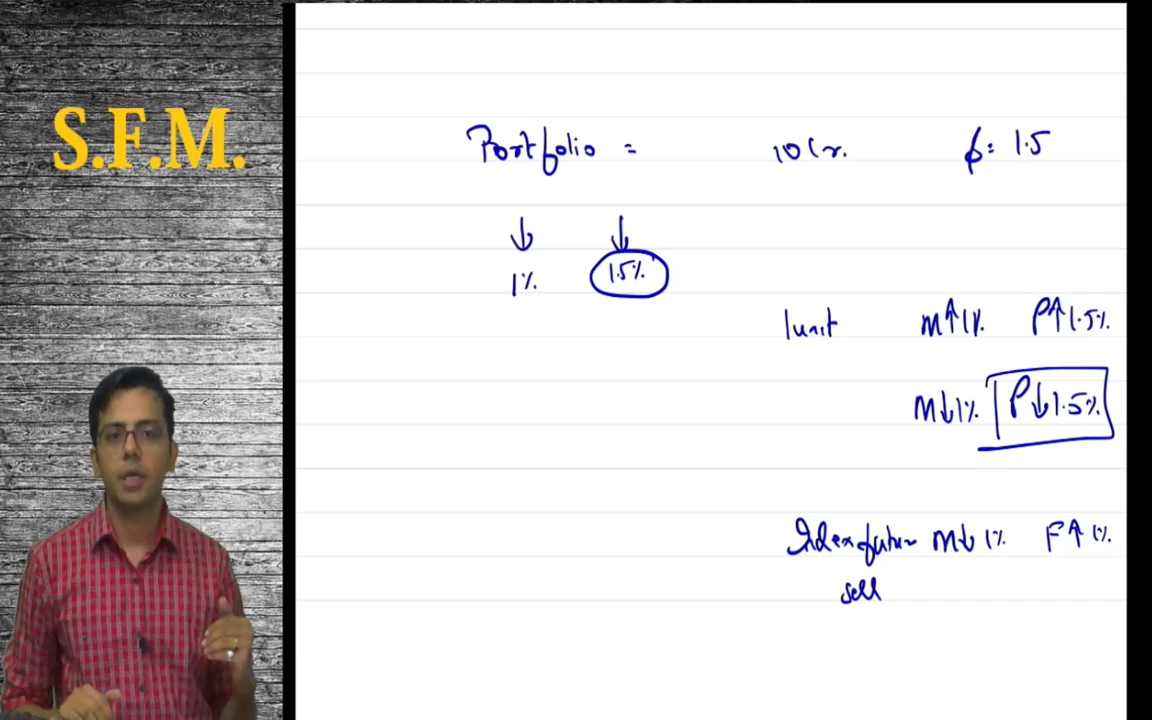 S.F.M.
Portfolio = 10 Cr. β = 1.5
↓ ↓
1% 1.5%
1 unit M↑1% P↑1.5%
M↓1% P↓1.5%
Index future M↓1% F↑1%
sell